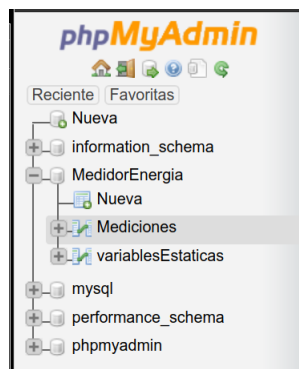 phpMyAdmin
Reciente Favoritas
Nueva
information_schema
MedidorEnergia
Nueva
Mediciones
variablesEstaticas
mysql
performance_schema
phpmyadmin